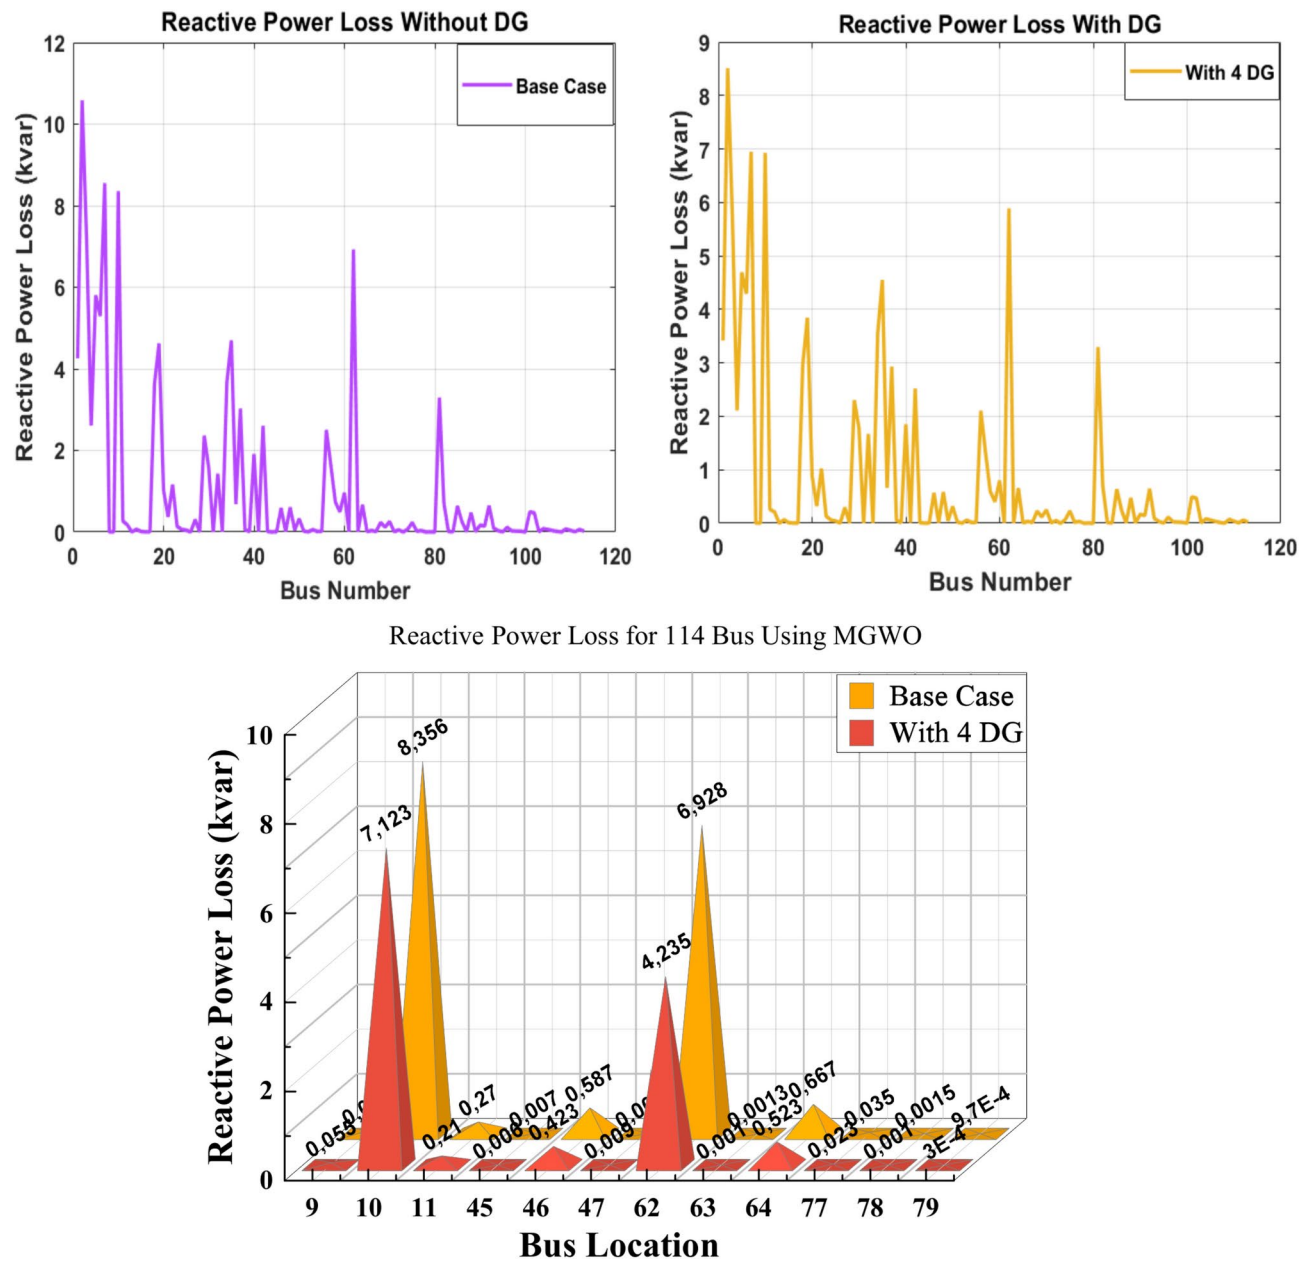 Reactive Power Loss Without DG
Base Case
12
10
8
6
4
2
0
0 20 40 60 80 100 120
Reactive Power Loss (kvar)
Bus Number
Reactive Power Loss With DG
With 4 DG
9
8
7
6
5
4
3
2
1
0
0 20 40 60 80 100 120
Reactive Power Loss (kvar)
Bus Number
Reactive Power Loss for 114 Bus Using MGWO
Base Case
With 4 DG
10
8
6
4
2
0
Reactive Power Loss (kvar)
8,356
7,123
6,928
4,235
0,27
0,007
0,587
0,0013
0,667
0,035
0,0015
9,7E-4
0,055
0,21
0,006
0,423
0,009
0,001
0,523
0,023
0,001
3E-4
9 10 11 45 46 47 62 63 64 77 78 79
Bus Location